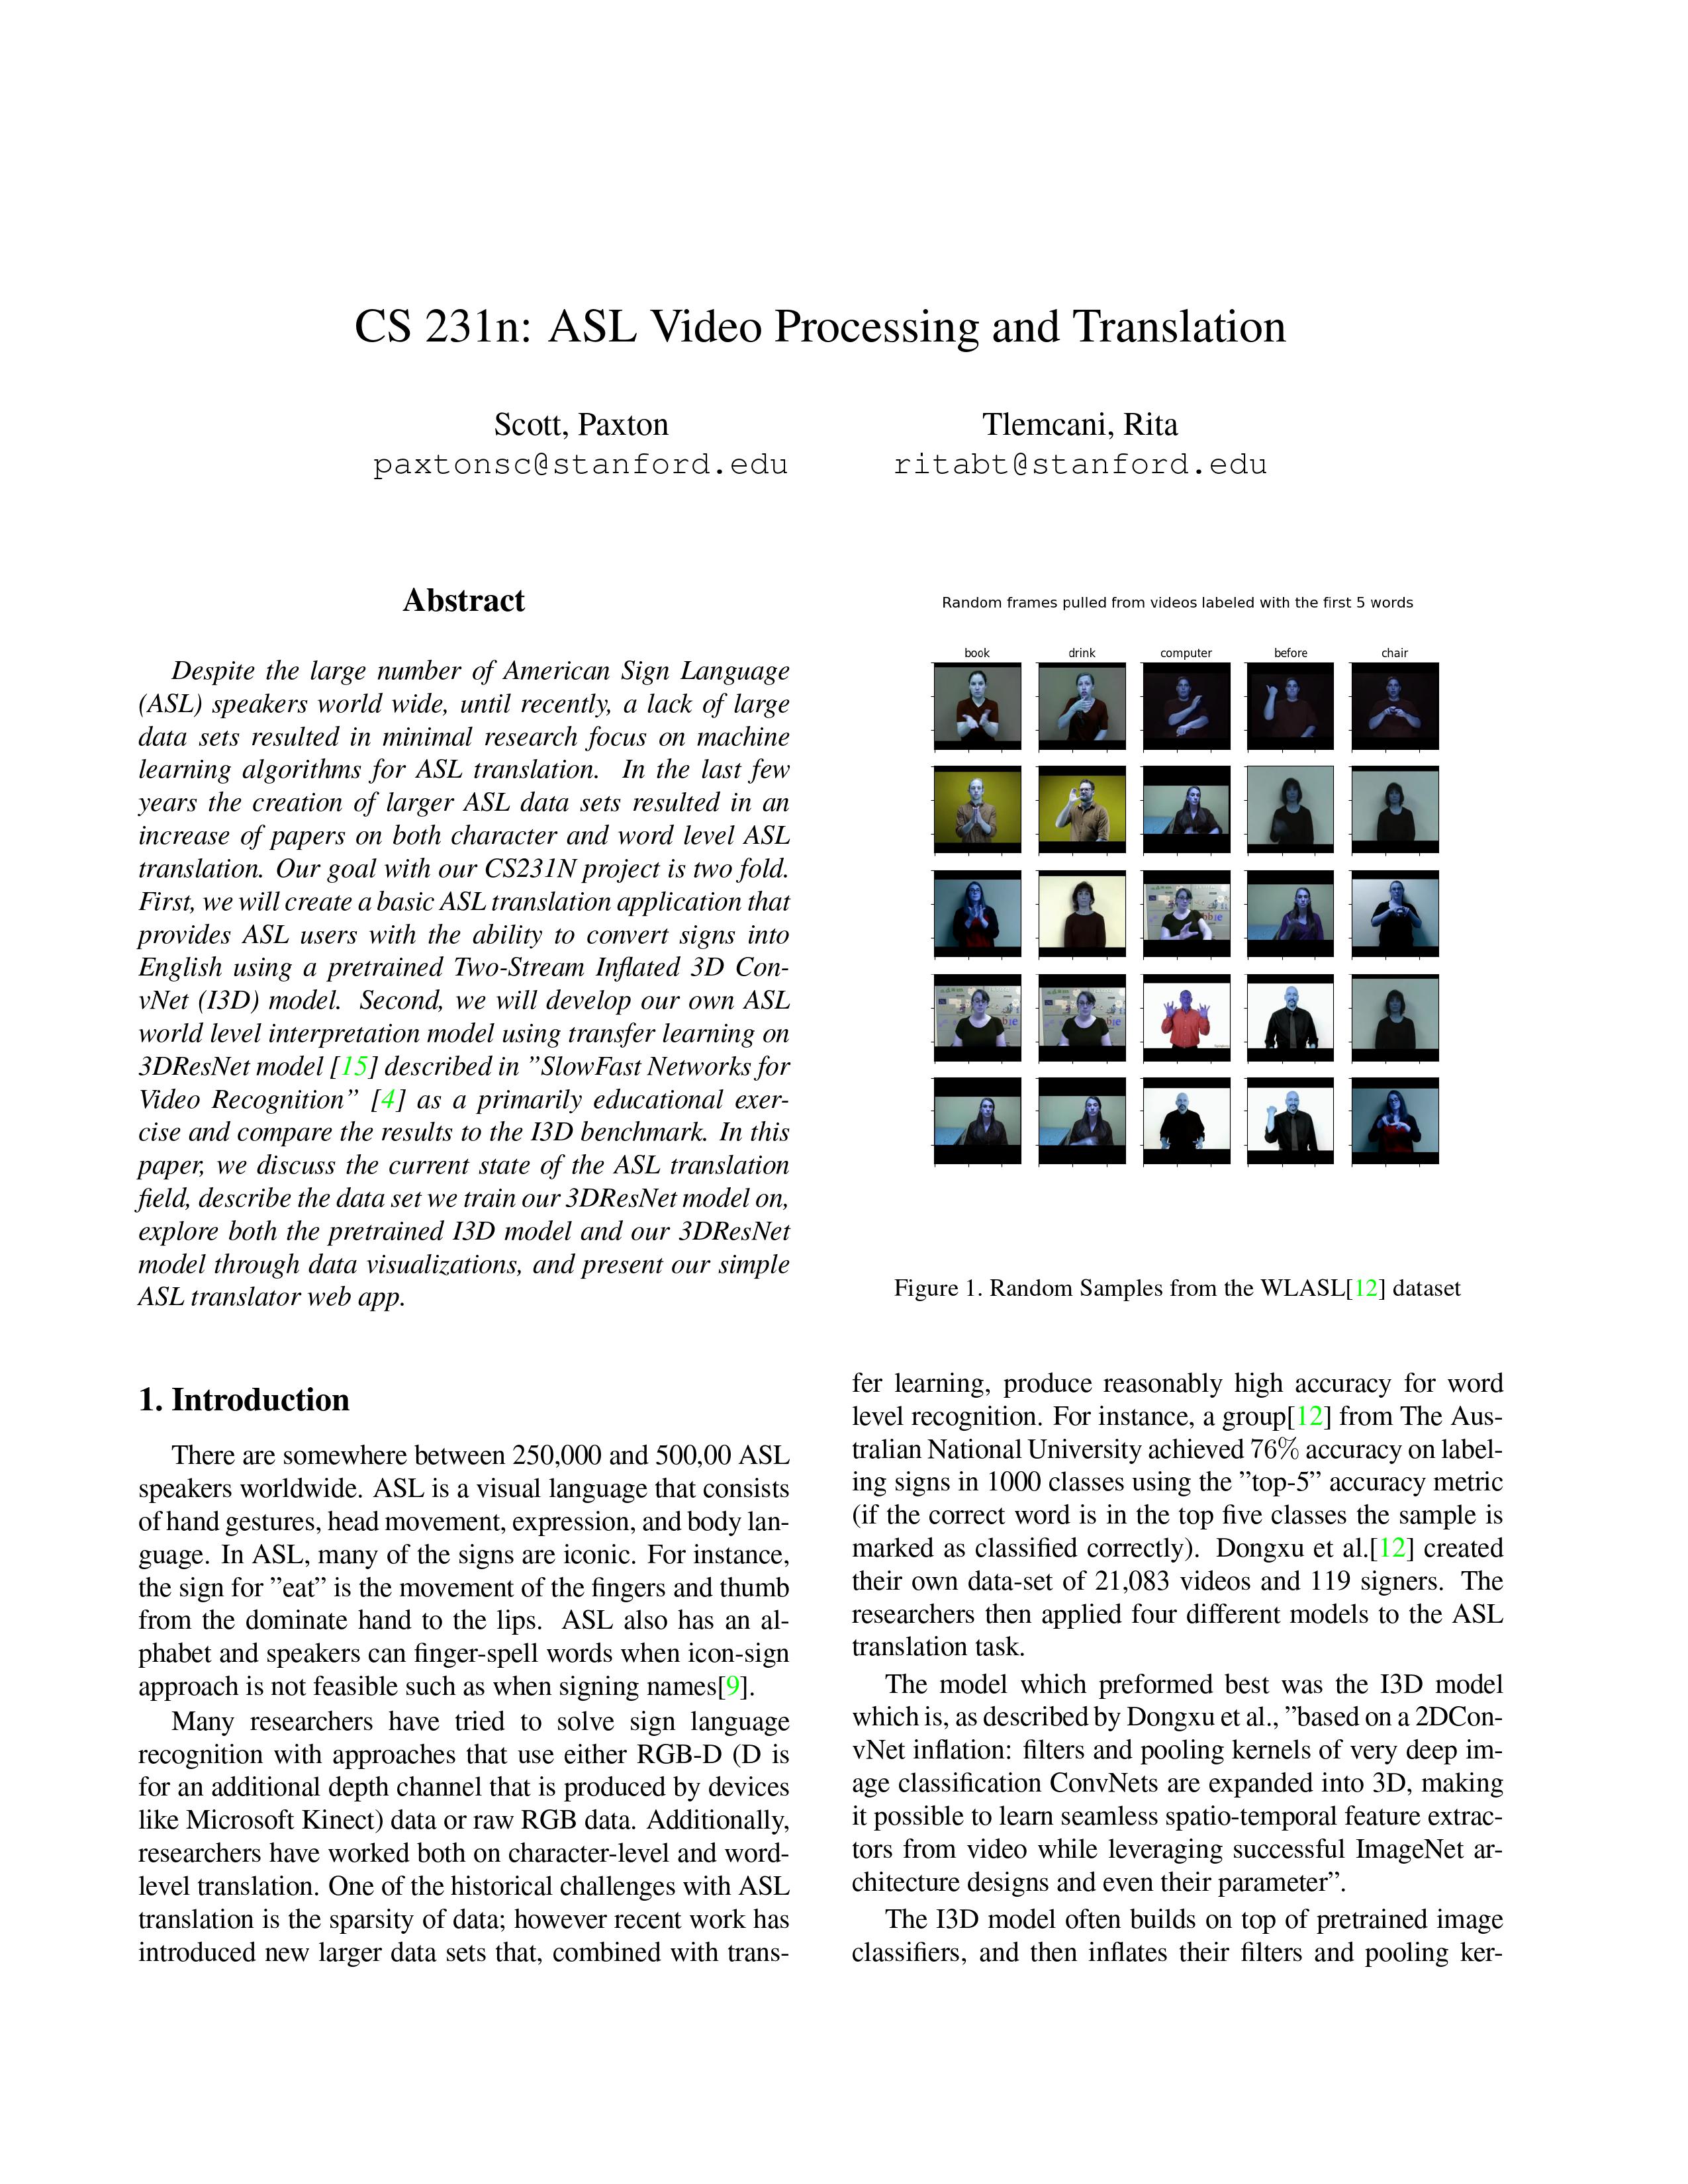 CS 231n: ASL Video Processing and Translation
Scott, Paxton
paxtonsc@stanford.edu
Tlemcani, Rita
ritabt@stanford.edu
Abstract
Despite the large number of American Sign Language
(ASL) speakers world wide, until recently, a lack of large
data sets resulted in minimal research focus on machine
learning algorithms for ASL translation. In the last few
years the creation of larger ASL data sets resulted in an
increase of papers on both character and word level ASL
translation. Our goal with our CS231N project is two fold.
First, we will create a basic ASL translation application that
provides ASL users with the ability to convert signs into
English using a pretrained Two-Stream Inflated 3D Con-
vNet (I3D) model. Second, we will develop our own ASL
world level interpretation model using transfer learning on
3DResNet model [15] described in ”SlowFast Networks for
Video Recognition” [4] as a primarily educational exer-
cise and compare the results to the I3D benchmark. In this
paper, we discuss the current state of the ASL translation
field, describe the data set we train our 3DResNet model on,
explore both the pretrained I3D model and our 3DResNet
model through data visualizations, and present our simple
ASL translator web app.
1. Introduction
There are somewhere between 250,000 and 500,00 ASL
speakers worldwide. ASL is a visual language that consists
of hand gestures, head movement, expression, and body lan-
guage. In ASL, many of the signs are iconic. For instance,
the sign for ”eat” is the movement of the fingers and thumb
from the dominate hand to the lips. ASL also has an al-
phabet and speakers can finger-spell words when icon-sign
approach is not feasible such as when signing names[9].
Many researchers have tried to solve sign language
recognition with approaches that use either RGB-D (D is
for an additional depth channel that is produced by devices
like Microsoft Kinect) data or raw RGB data. Additionally,
researchers have worked both on character-level and word-
level translation. One of the historical challenges with ASL
translation is the sparsity of data; however recent work has
introduced new larger data sets that, combined with trans-
Random frames pulled from videos labeled with the first 5 words
book drink computer before chair
Figure 1. Random Samples from the WLASL[12] dataset
fer learning, produce reasonably high accuracy for word
level recognition. For instance, a group[12] from The Aus-
tralian National University achieved 76% accuracy on label-
ing signs in 1000 classes using the ”top-5” accuracy metric
(if the correct word is in the top five classes the sample is
marked as classified correctly). Dongxu et al.[12] created
their own data-set of 21,083 videos and 119 signers. The
researchers then applied four different models to the ASL
translation task.
The model which preformed best was the I3D model
which is, as described by Dongxu et al., ”based on a 2DCon-
vNet inflation: filters and pooling kernels of very deep im-
age classification ConvNets are expanded into 3D, making
it possible to learn seamless spatio-temporal feature extrac-
tors from video while leveraging successful ImageNet ar-
chitecture designs and even their parameter”.
The I3D model often builds on top of pretrained image
classifiers, and then inflates their filters and pooling ker-